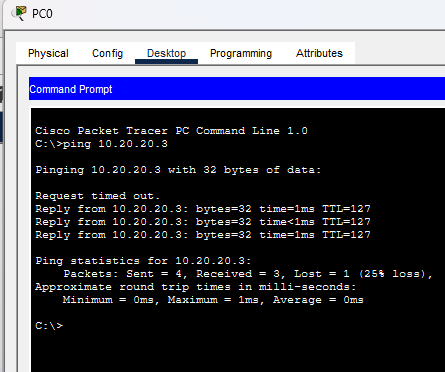 PC0
Physical Config Desktop Programming Attributes
Command Prompt
Cisco Packet Tracer PC Command Line 1.0
C:\>ping 10.20.20.3
Pinging 10.20.20.3 with 32 bytes of data:
Request timed out.
Reply from 10.20.20.3: bytes=32 time=1ms TTL=127
Reply from 10.20.20.3: bytes=32 time<1ms TTL=127
Reply from 10.20.20.3: bytes=32 time=1ms TTL=127
Ping statistics for 10.20.20.3:
Packets: Sent = 4, Received = 3, Lost = 1 (25% loss),
Approximate round trip times in milli-seconds:
Minimum = 0ms, Maximum = 1ms, Average = 0ms
C:\>